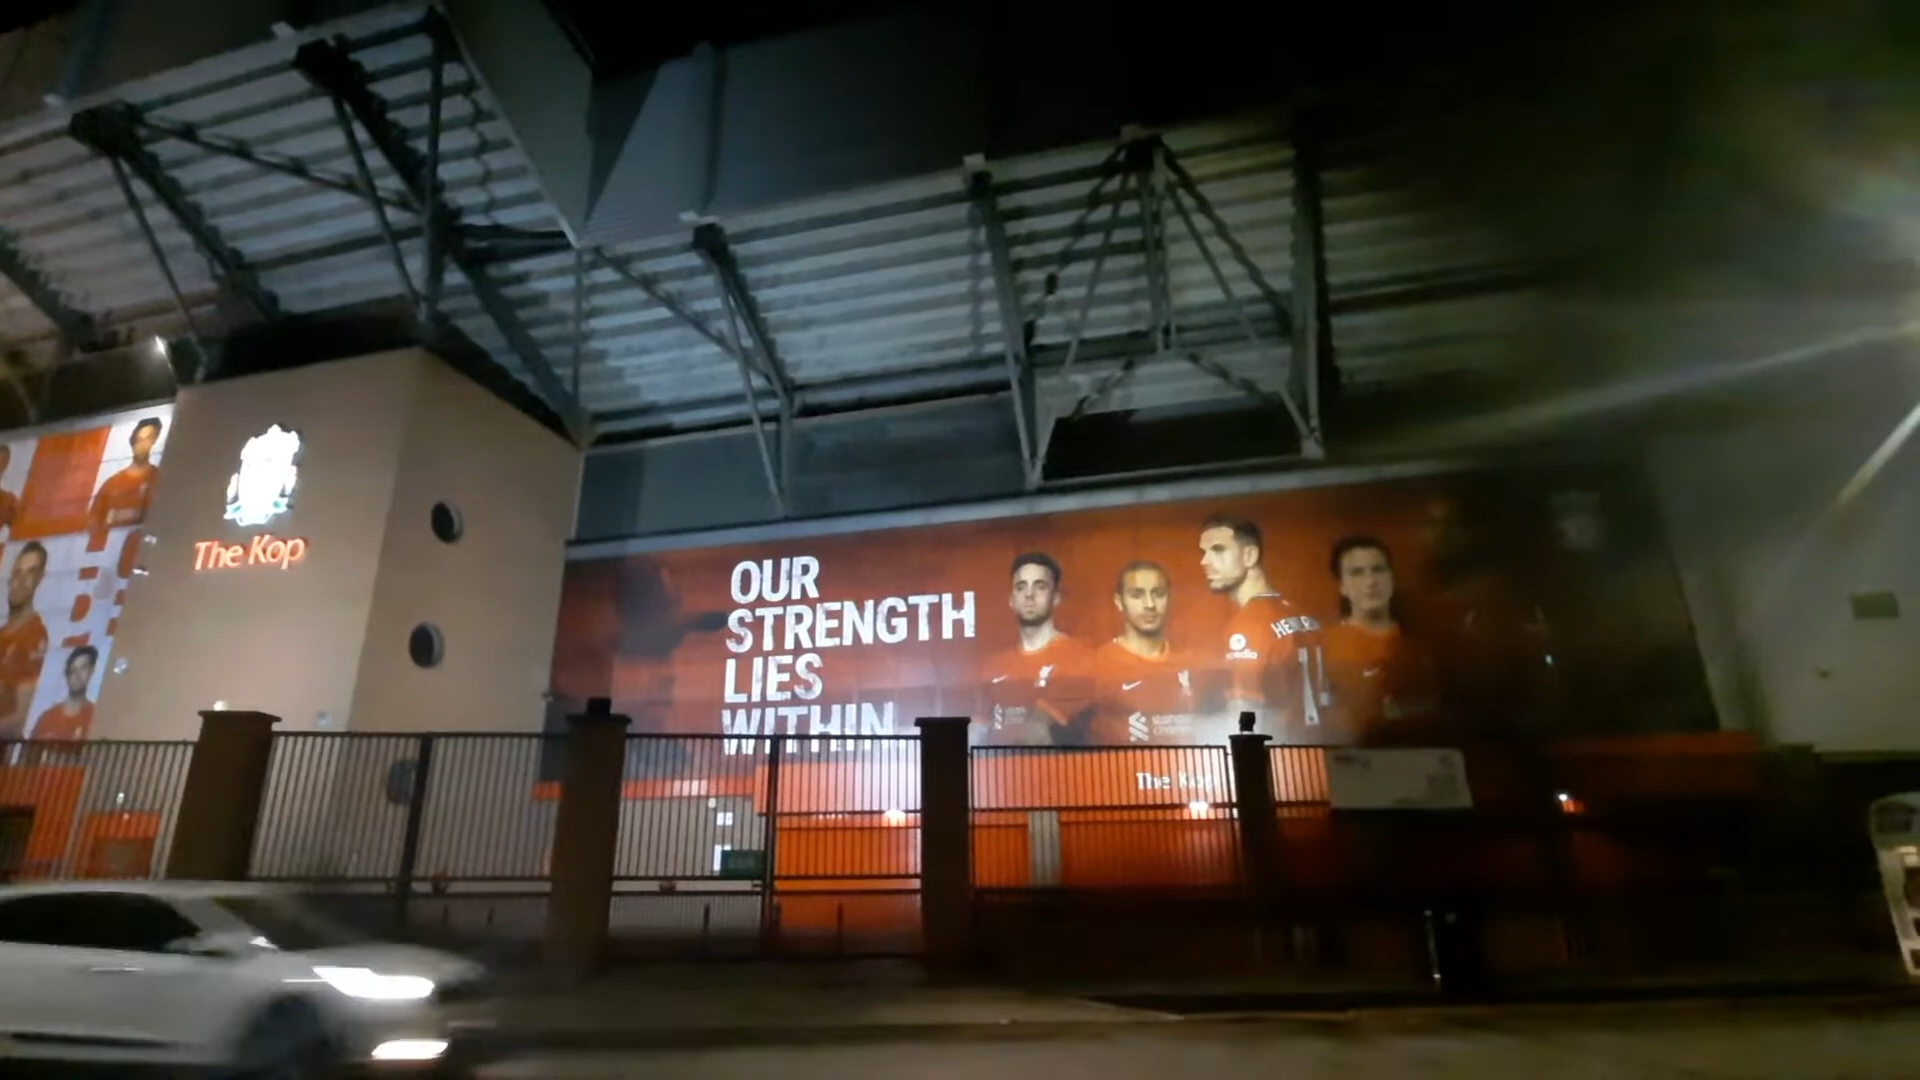 The Kop
OUR
STRENGTH
LIES
WITHIN
The Kop